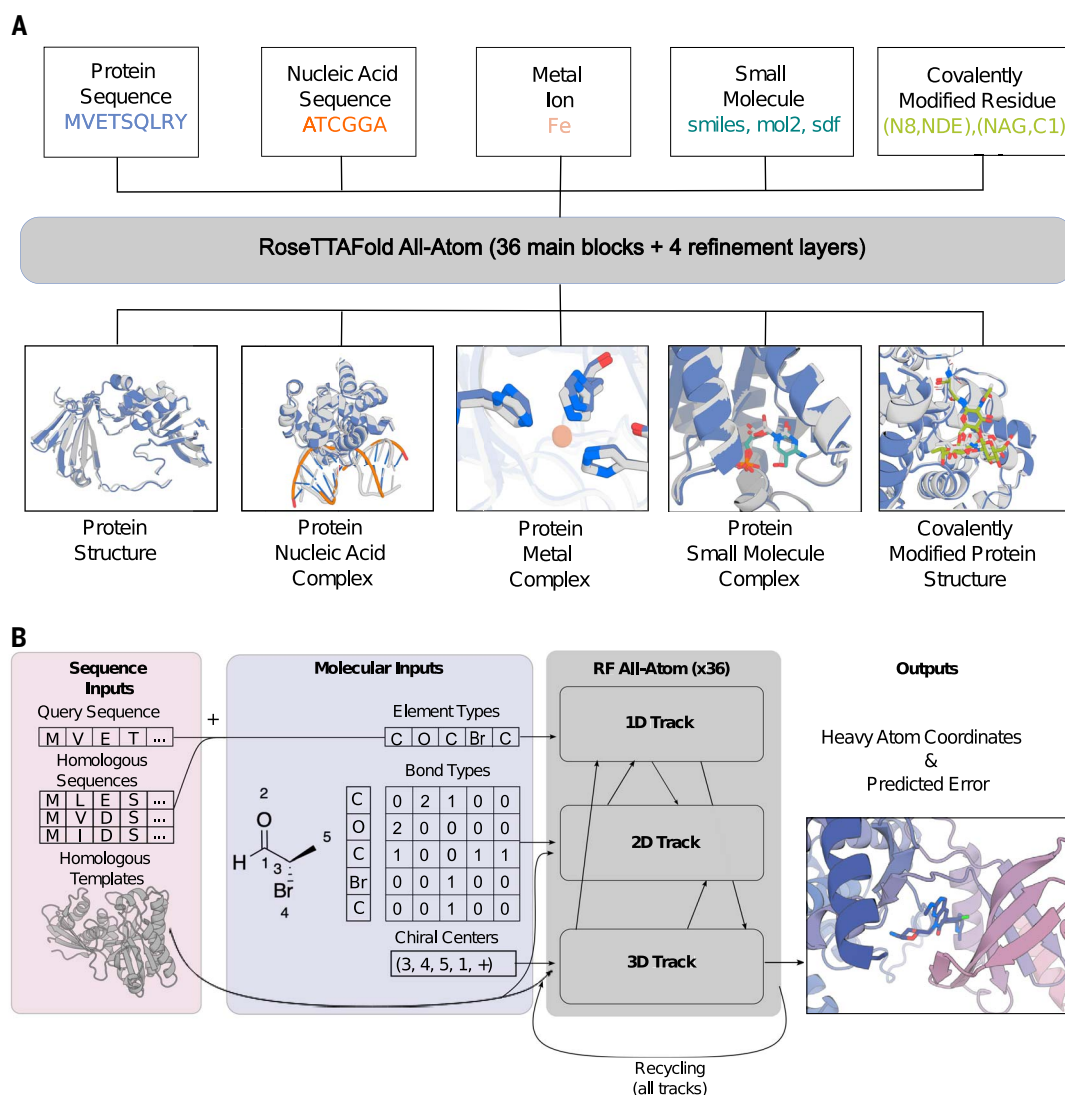 A
Protein
Sequence
MVETSQLRY
Nucleic Acid
Sequence
ATCGGA
Metal
Ion
Fe
Small
Molecule
smiles, mol2, sdf
Covalently
Modified Residue
(N8,NDE),(NAG,C1)
RoseTTAFold All-Atom (36 main blocks + 4 refinement layers)
Protein
Structure
Protein
Nucleic Acid
Complex
Protein
Metal
Complex
Protein
Small Molecule
Complex
Covalently
Modified Protein
Structure
B
Sequence
Inputs
Query Sequence
M V E T ...
Homologous
Sequences
M L E S ...
M V D S ...
M I D S ...
Homologous
Templates
+
Molecular Inputs
Element Types
C O C Br C
Bond Types
C 0 2 1 0 0
O 2 0 0 0 0
C 1 0 0 1 1
Br 0 0 1 0 0
C 0 0 1 0 0
2
O
5
H 1 3
Br
4
Chiral Centers
(3, 4, 5, 1, +)
RF All-Atom (x36)
1D Track
2D Track
3D Track
Recycling
(all tracks)
Outputs
Heavy Atom Coordinates
&
Predicted Error